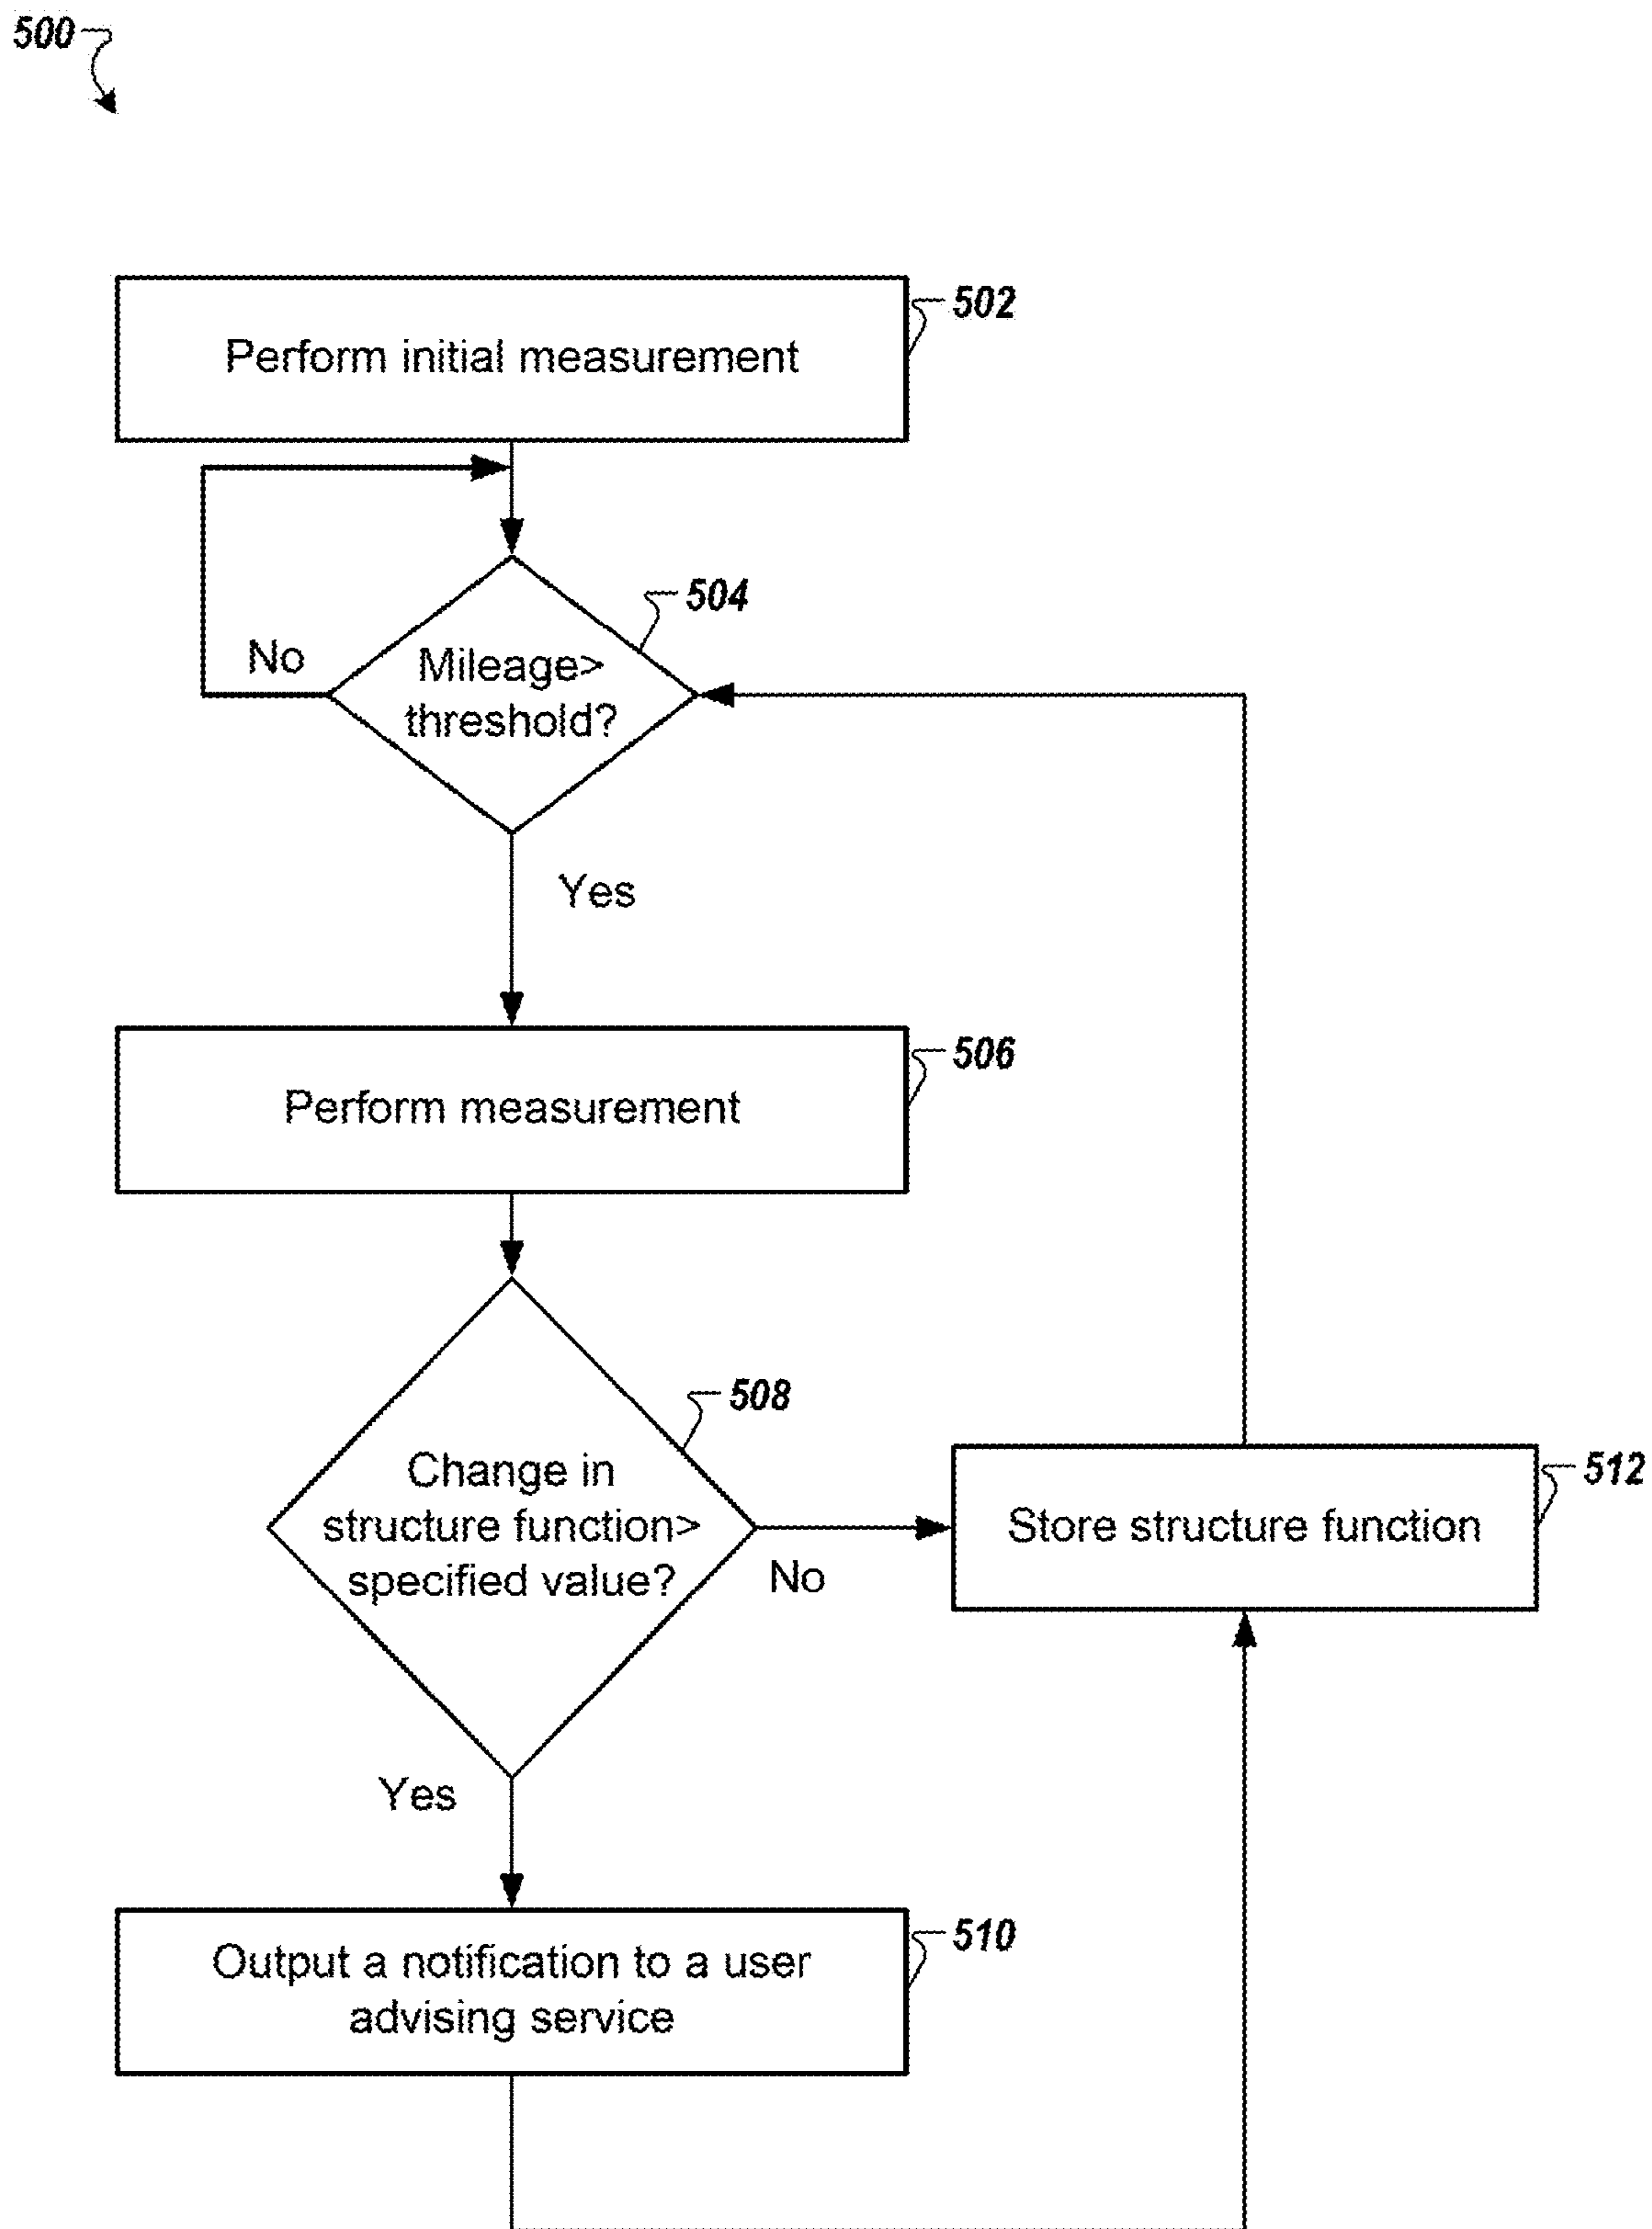 500
502
Perform initial measurement
504
No
Mileage>
threshold?
Yes
506
Perform measurement
508
Change in
structure function>
specified value?
No
512
Store structure function
Yes
510
Output a notification to a user
advising service